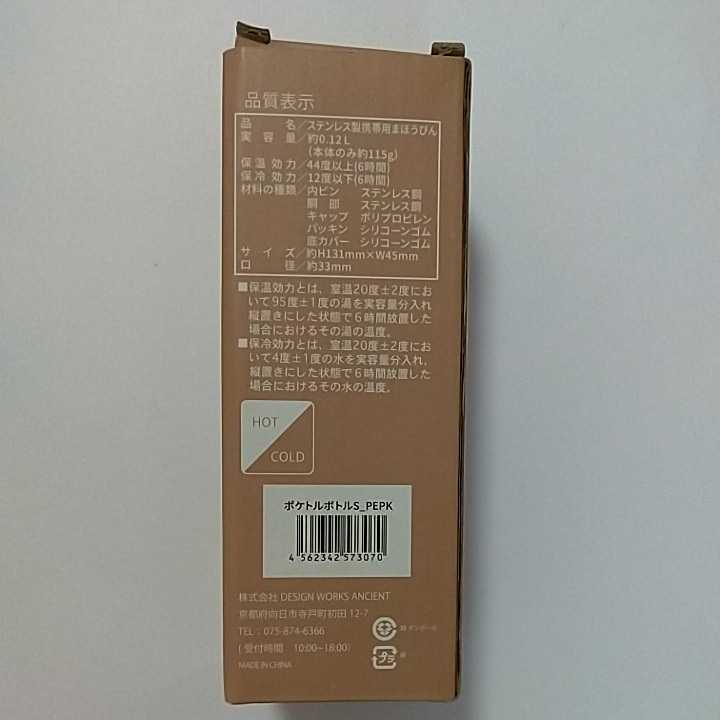 品質表示
品名／ステンレス製携帯用まほうびん
実容量／約0.12L
(本体のみ約115g)
保温効力／44度以上(6時間)
保冷効力／12度以下(6時間)
材料の種類／内ビン ステンレス鋼
胴部 ステンレス鋼
キャップ ポリプロピレン
パッキン シリコーンゴム
底カバー シリコーンゴム
サイズ／約H131mm×W45mm
口径／約33mm
■保温効力とは、室温20度±2度にお
いて95度±1度の湯を実容量分入れ
縦置きにした状態で6時間放置した
場合におけるその湯の温度。
■保冷効力とは、室温20度±2度にお
いて4度±1度の水を実容量分入れ、
縦置きにした状態で6時間放置した
場合におけるその水の温度。
HOT
COLD
ポケトルボトルS_PEPK
4 562342 573070
株式会社 DESIGN WORKS ANCIENT
京都府向日市寺戸町初田 12-7
TEL：075-874-6366
(受付時間 10:00~18:00)
MADE IN CHINA
ダンボール
プラ